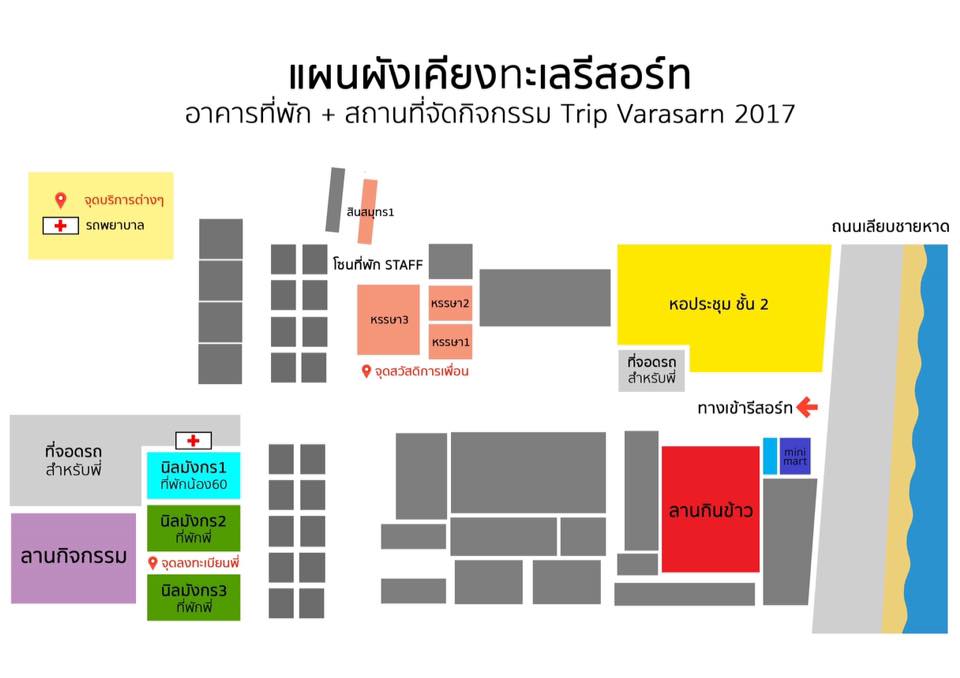 แผนผังเคียงทะเลรีสอร์ท
อาคารที่พัก + สถานที่จัดกิจกรรม Trip Varasarn 2017
จุดบริการต่างๆ
รถพยาบาล
สินสมุทร1
ถนนเลียบชายหาด
โซนที่พัก STAFF
หรรษา3
หรรษา2
หรรษา1
จุดสวัสดิการเพื่อน
หอประชุม ชั้น 2
ที่จอดรถ
สำหรับพี่
ทางเข้ารีสอร์ท
ที่จอดรถ
สำหรับพี่
นิลมังกร1
ที่พักน้อง60
นิลมังกร2
ที่พักพี่
จุดลงทะเบียนพี่
นิลมังกร3
ที่พักพี่
ลานกิจกรรม
ลานกินข้าว
mini
mart